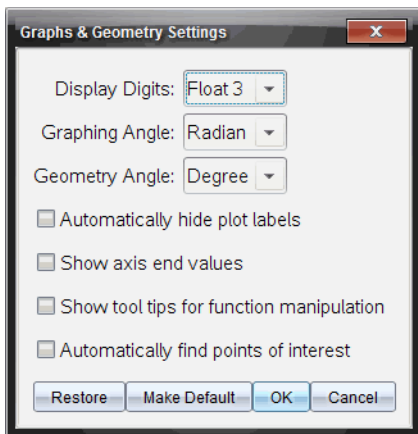 Graphs & Geometry Settings
x
Display Digits: Float 3
Graphing Angle: Radian
Geometry Angle: Degree
Automatically hide plot labels
Show axis end values
Show tool tips for function manipulation
Automatically find points of interest
Restore Make Default OK Cancel